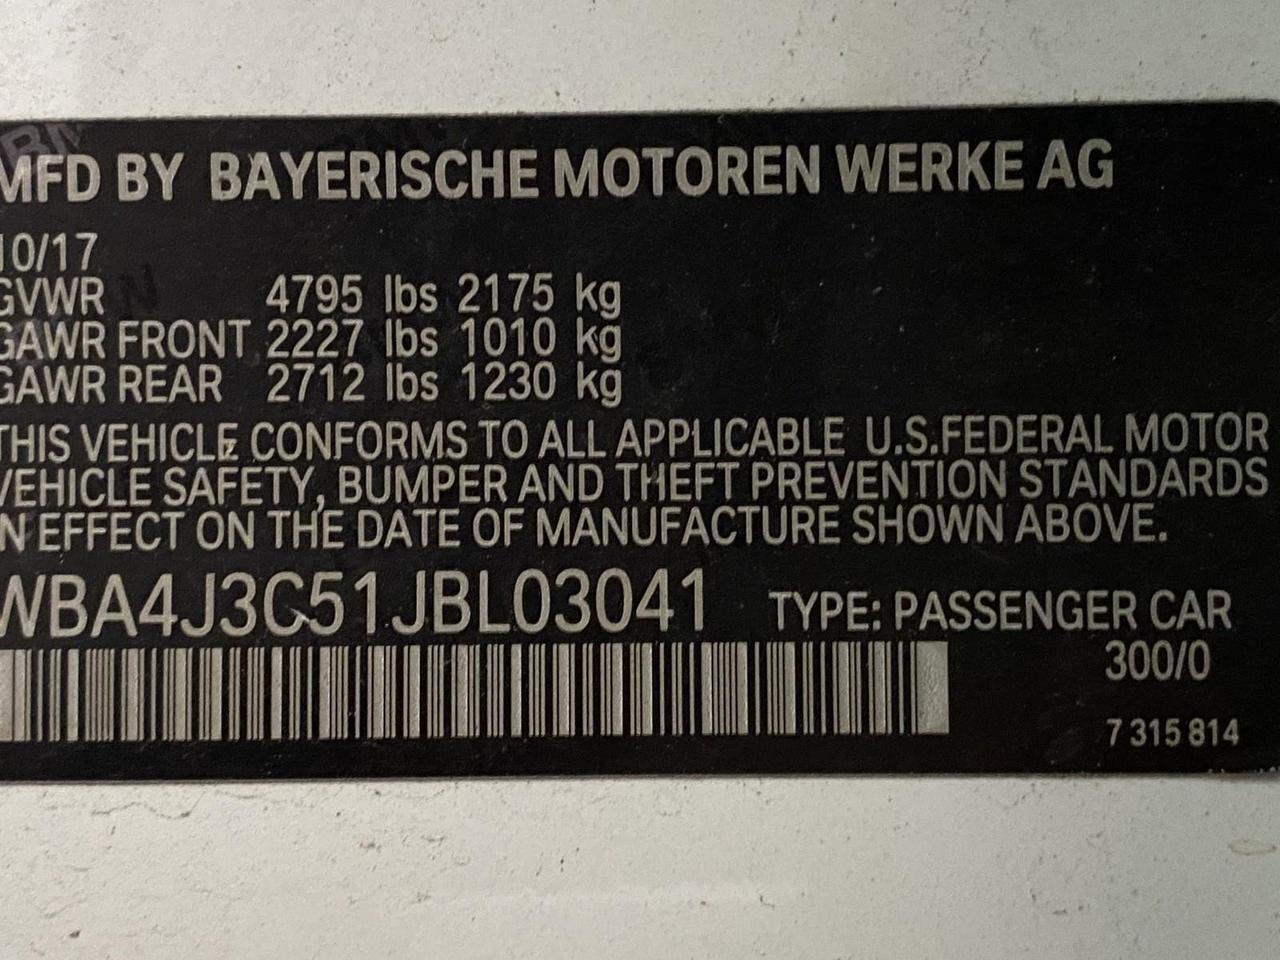 MFD BY BAYERISCHE MOTOREN WERKE AG
10/17
GVWR 4795 lbs 2175 kg
GAWR FRONT 2227 lbs 1010 kg
GAWR REAR 2712 lbs 1230 kg
THIS VEHICLE CONFORMS TO ALL APPLICABLE U.S.FEDERAL MOTOR
VEHICLE SAFETY, BUMPER AND THEFT PREVENTION STANDARDS
IN EFFECT ON THE DATE OF MANUFACTURE SHOWN ABOVE.
WBA4J3C51JBL03041 TYPE: PASSENGER CAR
300/0
7 315 814